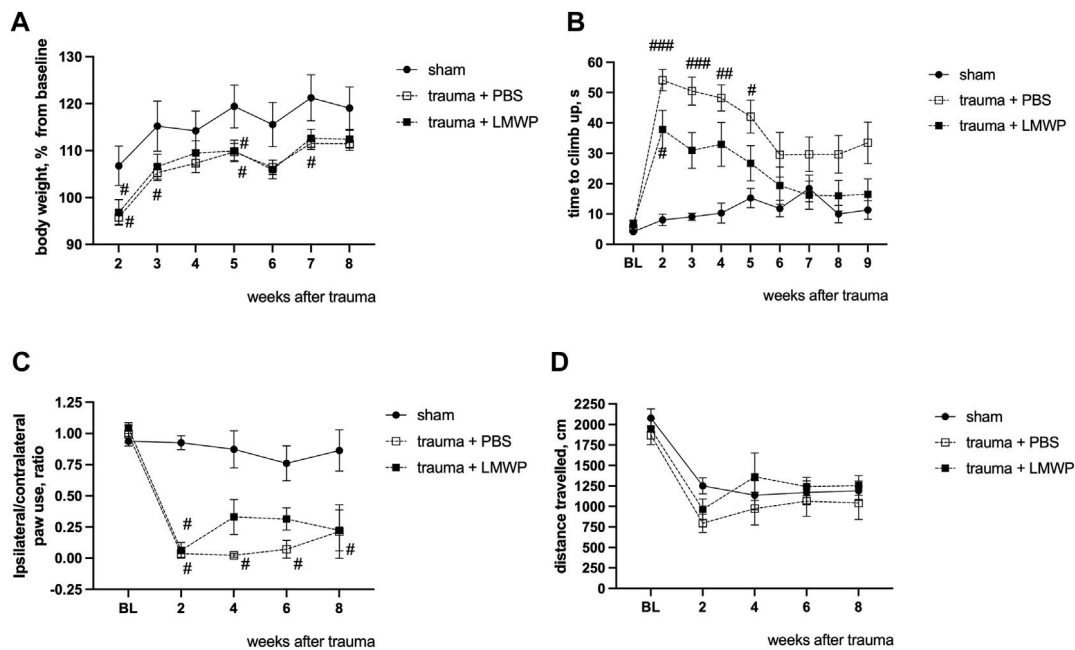 A
body weight, % from baseline
130
120
110
100
90
#
#
#
#
#
#
2 3 4 5 6 7 8
weeks after trauma
sham
trauma + PBS
trauma + LMWP
B
time to climb up, s
60
50
40
30
20
10
0
###
###
##
#
#
BL 2 3 4 5 6 7 8 9
weeks after trauma
sham
trauma + PBS
trauma + LMWP
C
Ipsilateral/contralateral
paw use, ratio
1.25
1.00
0.75
0.50
0.25
0.00
-0.25
#
#
#
#
#
BL 2 4 6 8
weeks after trauma
sham
trauma + PBS
trauma + LMWP
D
distance travelled, cm
2250
2000
1750
1500
1250
1000
750
500
250
0
BL 2 4 6 8
weeks after trauma
sham
trauma + PBS
trauma + LMWP